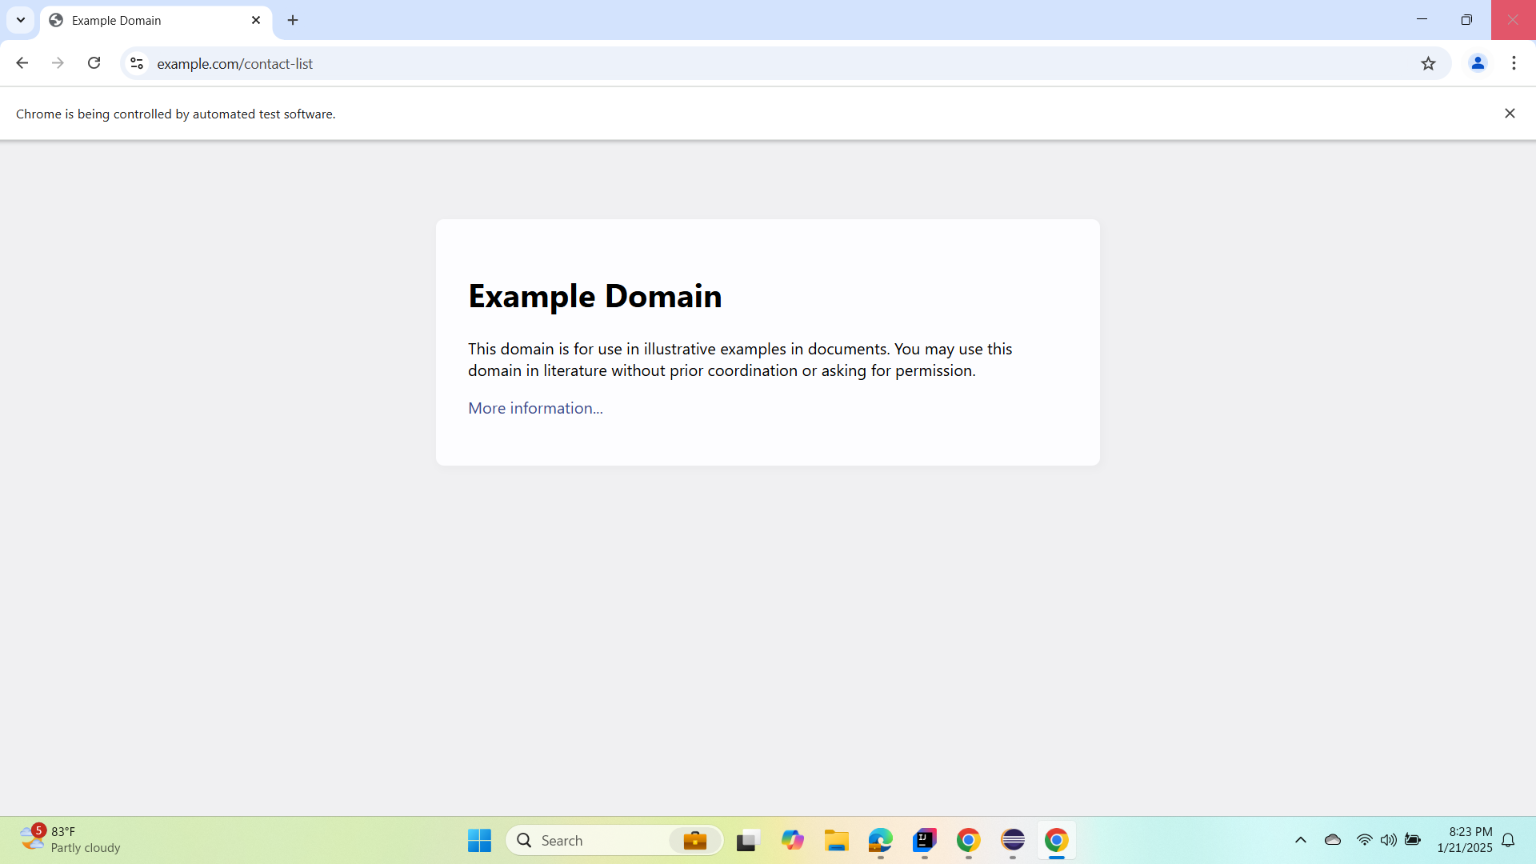 Example Domain
example.com/contact-list
Chrome is being controlled by automated test software.
Example Domain
This domain is for use in illustrative examples in documents. You may use this
domain in literature without prior coordination or asking for permission.
More information...
5
83°F
Partly cloudy
Search
IJ
8:23 PM
1/21/2025